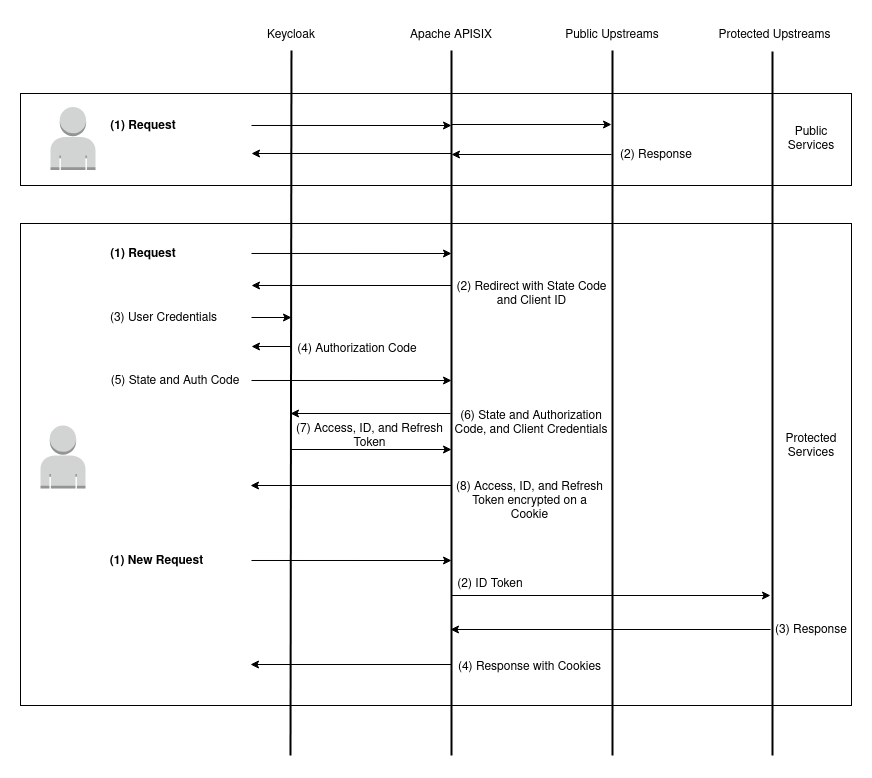 Keycloak
Apache APISIX
Public Upstreams
Protected Upstreams
(1) Request
Public
Services
(2) Response
(1) Request
(2) Redirect with State Code
and Client ID
(3) User Credentials
(4) Authorization Code
(5) State and Auth Code
(6) State and Authorization
Code, and Client Credentials
(7) Access, ID, and Refresh
Token
Protected
Services
(8) Access, ID, and Refresh
Token encrypted on a
Cookie
(1) New Request
(2) ID Token
(3) Response
(4) Response with Cookies